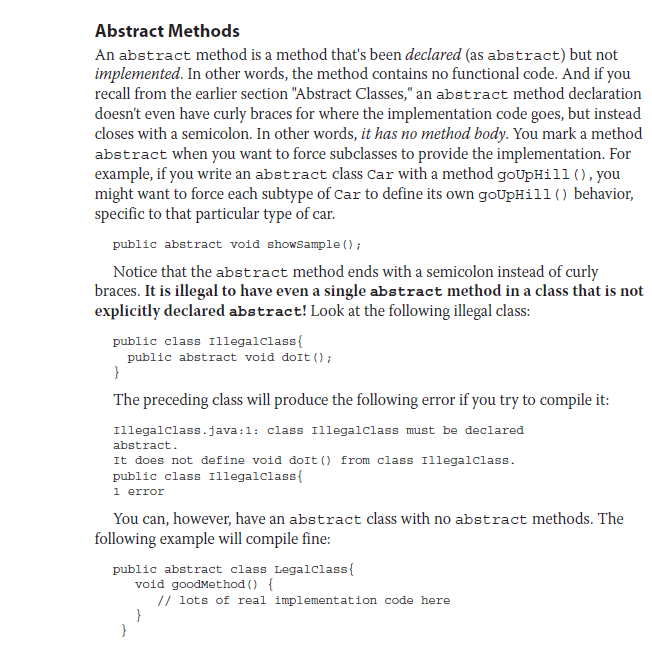 Abstract Methods
An abstract method is a method that's been declared (as abstract) but not
implemented. In other words, the method contains no functional code. And if you
recall from the earlier section "Abstract Classes," an abstract method declaration
doesn't even have curly braces for where the implementation code goes, but instead
closes with a semicolon. In other words, it has no method body. You mark a method
abstract when you want to force subclasses to provide the implementation. For
example, if you write an abstract class Car with a method goUpHill(), you
might want to force each subtype of Car to define its own goUpHill() behavior,
specific to that particular type of car.
public abstract void showSample();
Notice that the abstract method ends with a semicolon instead of curly
braces. It is illegal to have even a single abstract method in a class that is not
explicitly declared abstract! Look at the following illegal class:
public class IllegalClass{
public abstract void doIt();
}
The preceding class will produce the following error if you try to compile it:
IllegalClass.java:1: class IllegalClass must be declared
abstract.
It does not define void doIt() from class IllegalClass.
public class IllegalClass{
1 error
You can, however, have an abstract class with no abstract methods. The
following example will compile fine:
public abstract class LegalClass{
void goodMethod() {
// lots of real implementation code here
}
}